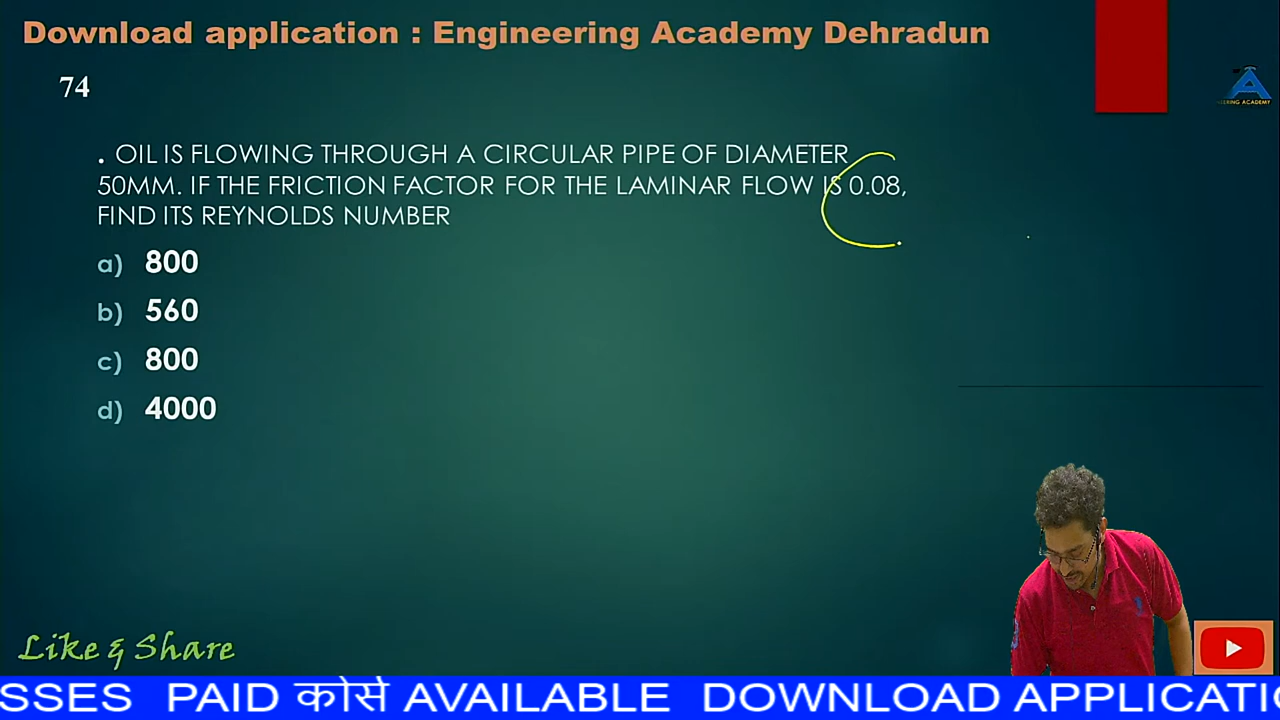 Download application : Engineering Academy Dehradun
74
. OIL IS FLOWING THROUGH A CIRCULAR PIPE OF DIAMETER
50MM. IF THE FRICTION FACTOR FOR THE LAMINAR FLOW IS 0.08,
FIND ITS REYNOLDS NUMBER
a) 800
b) 560
c) 800
d) 4000
Like & Share
SSES PAID कोर्स AVAILABLE DOWNLOAD APPLICATI